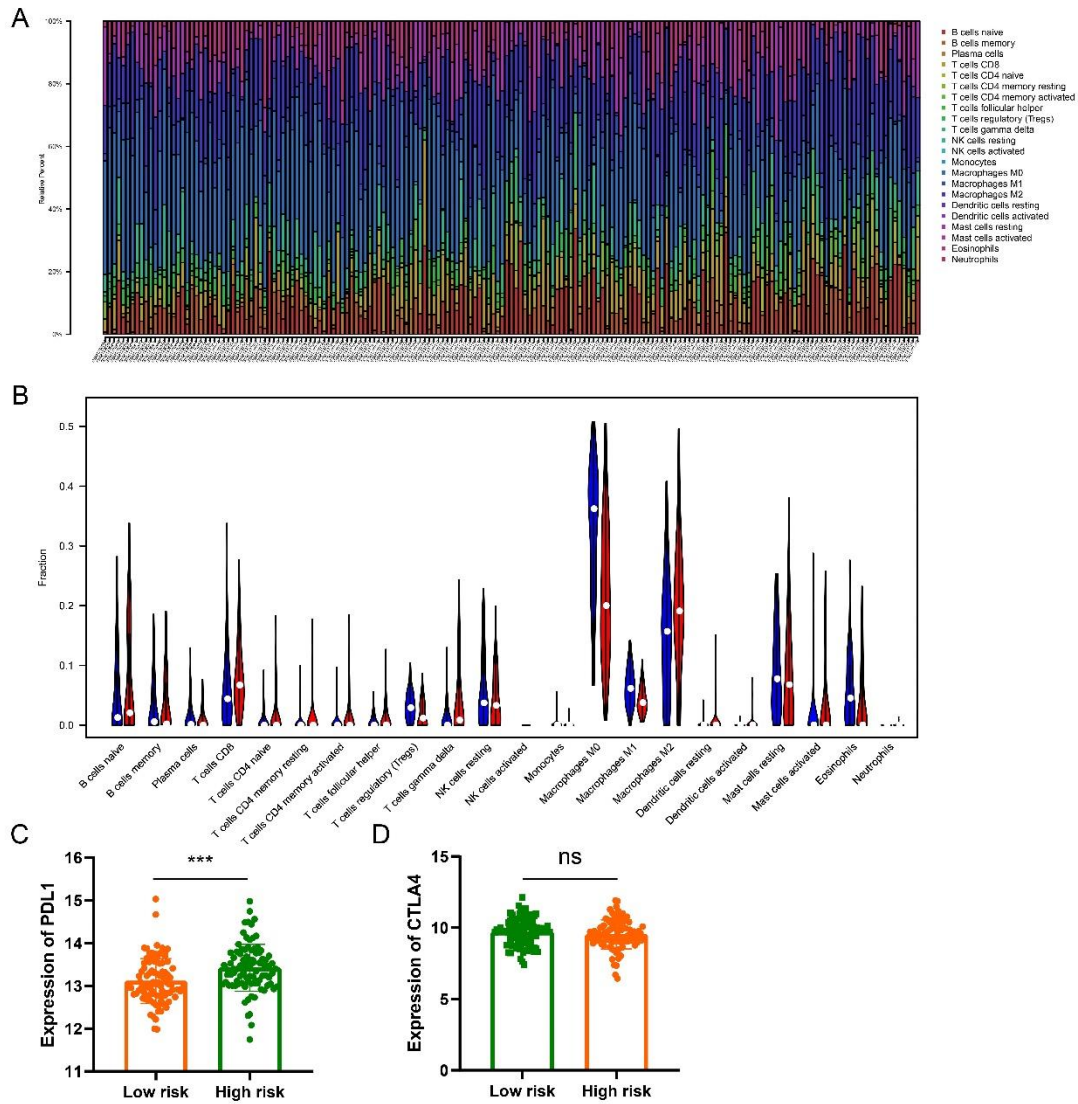 A
100%
80%
60%
40%
20%
0%
Relative Percent
B cells naive
B cells memory
Plasma cells
T cells CD8
T cells CD4 naive
T cells CD4 memory resting
T cells CD4 memory activated
T cells follicular helper
T cells regulatory (Tregs)
T cells gamma delta
NK cells resting
NK cells activated
Monocytes
Macrophages M0
Macrophages M1
Macrophages M2
Dendritic cells resting
Dendritic cells activated
Mast cells resting
Mast cells activated
Eosinophils
Neutrophils
B
0.5
0.4
0.3
0.2
0.1
0.0
Fraction
B cells naive
B cells memory
Plasma cells
T cells CD8
T cells CD4 naive
T cells CD4 memory resting
T cells CD4 memory activated
T cells follicular helper
T cells regulatory (Tregs)
T cells gamma delta
NK cells resting
NK cells activated
Monocytes
Macrophages M0
Macrophages M1
Macrophages M2
Dendritic cells resting
Dendritic cells activated
Mast cells resting
Mast cells activated
Eosinophils
Neutrophils
C
***
16
15
14
13
12
11
Expression of PDL1
Low risk
High risk
D
ns
15
10
5
0
Expression of CTLA4
Low risk
High risk